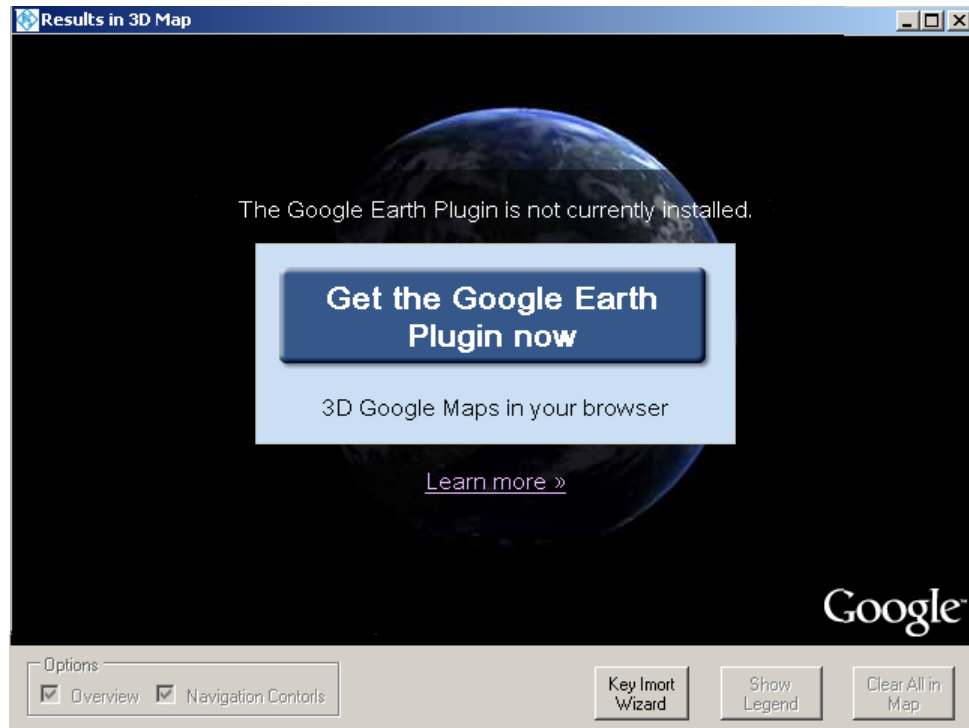 Results in 3D Map
The Google Earth Plugin is not currently installed.
Get the Google Earth
Plugin now
3D Google Maps in your browser
Learn more »
Google™
Options
Overview
Navigation Contorls
Key Imort
Wizard
Show
Legend
Clear All in
Map